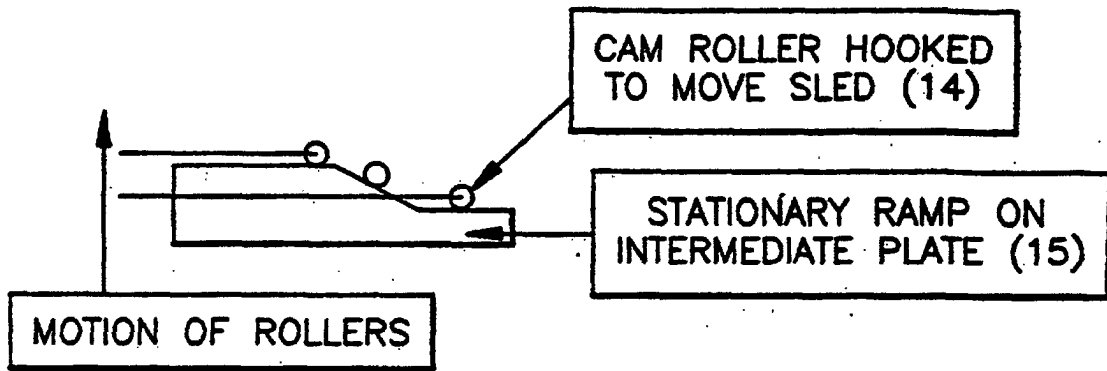 CAM ROLLER HOOKED
TO MOVE SLED (14)
STATIONARY RAMP ON
INTERMEDIATE PLATE (15)
MOTION OF ROLLERS